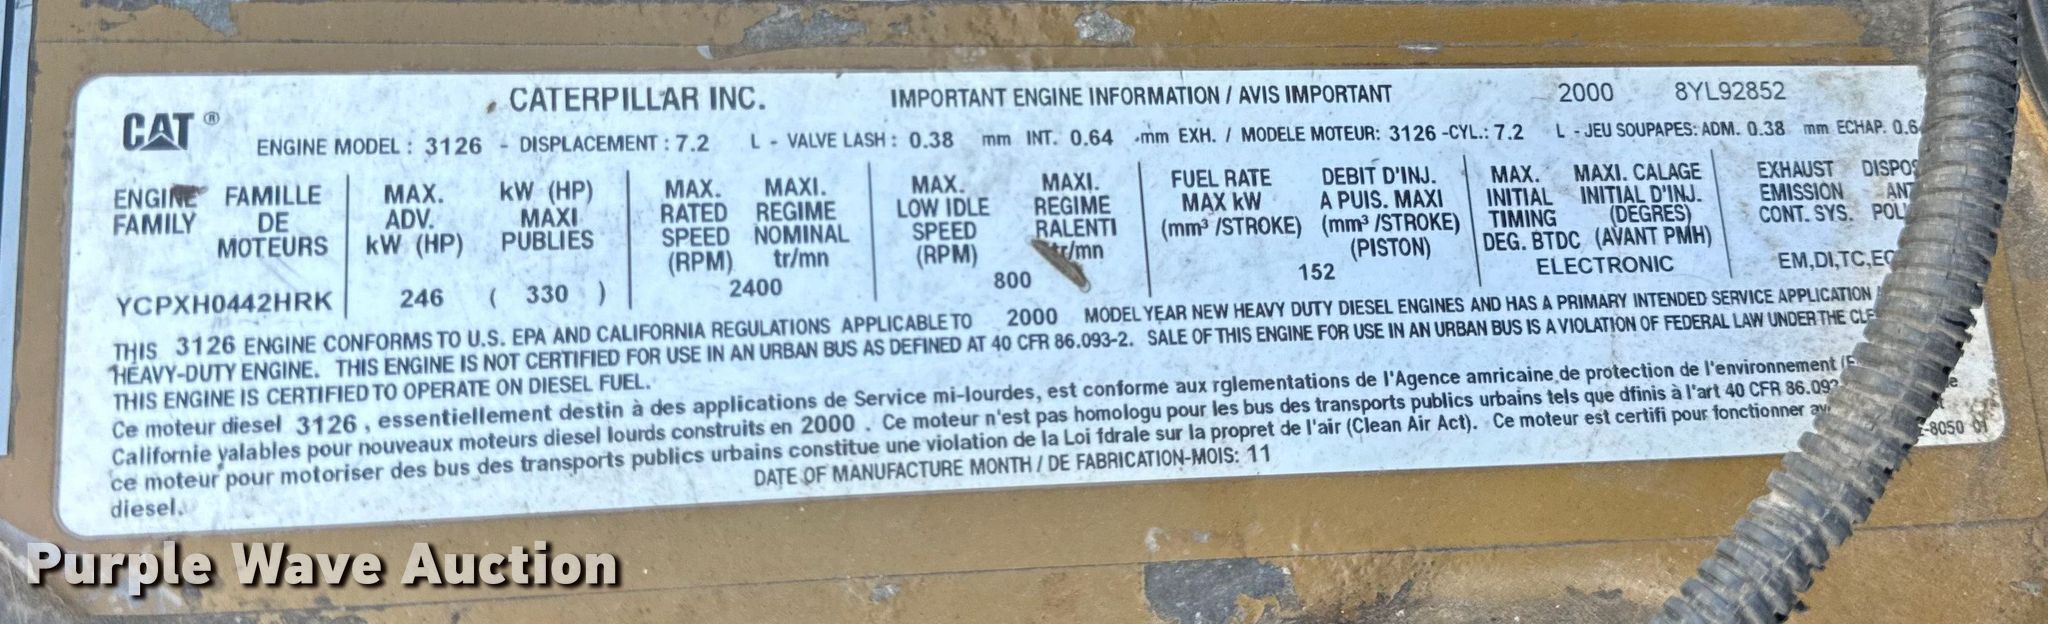 CATERPILLAR INC. IMPORTANT ENGINE INFORMATION / AVIS IMPORTANT 2000 8YL92852
CAT ®
ENGINE MODEL : 3126 - DISPLACEMENT : 7.2 L - VALVE LASH : 0.38 mm INT. 0.64 mm EXH. / MODELE MOTEUR: 3126 -CYL.: 7.2 L - JEU SOUPAPES: ADM. 0.38 mm ECHAP.
ENGINE FAMILY
FAMILLE DE MOTEURS
YCPXH0442HRK
MAX. ADV. kW (HP)
kW (HP) MAXI PUBLIES
246 ( 330 )
MAX. RATED SPEED (RPM)
MAXI. REGIME NOMINAL tr/mn
2400
MAX. LOW IDLE SPEED (RPM)
MAXI. REGIME RALENTI tr/mn
800
FUEL RATE MAX kW (mm³ /STROKE)
DEBIT D'INJ. A PUIS. MAXI (mm³ /STROKE) (PISTON)
152
MAX. INITIAL TIMING DEG. BTDC
MAXI. CALAGE INITIAL D'INJ. (DEGRES) (AVANT PMH)
ELECTRONIC
EXHAUST EMISSION CONT. SYS.
EM,DI,TC,
THIS 3126 ENGINE CONFORMS TO U.S. EPA AND CALIFORNIA REGULATIONS APPLICABLE TO 2000 MODEL YEAR NEW HEAVY DUTY DIESEL ENGINES AND HAS A PRIMARY INTENDED SERVICE APPLICATION
HEAVY-DUTY ENGINE. THIS ENGINE IS NOT CERTIFIED FOR USE IN AN URBAN BUS AS DEFINED AT 40 CFR 86.093-2. SALE OF THIS ENGINE FOR USE IN AN URBAN BUS IS A VIOLATION OF FEDERAL LAW UNDER THE
THIS ENGINE IS CERTIFIED TO OPERATE ON DIESEL FUEL.
Ce moteur diesel 3126 , essentiellement destin à des applications de Service mi-lourdes, est conforme aux rglementations de l'Agence amricaine de protection de l'environnement
Californie valables pour nouveaux moteurs diesel lourds construits en 2000 . Ce moteur n'est pas homologu pour les bus des transports publics urbains tels que dfinis à l'art 40 CFR
ce moteur pour motoriser des bus des transports publics urbains constitue une violation de la Loi fdrale sur la propret de l'air (Clean Air Act). Ce moteur est certifi pour fonctionner
diesel.
DATE OF MANUFACTURE MONTH / DE FABRICATION-MOIS: 11
Purple Wave Auction